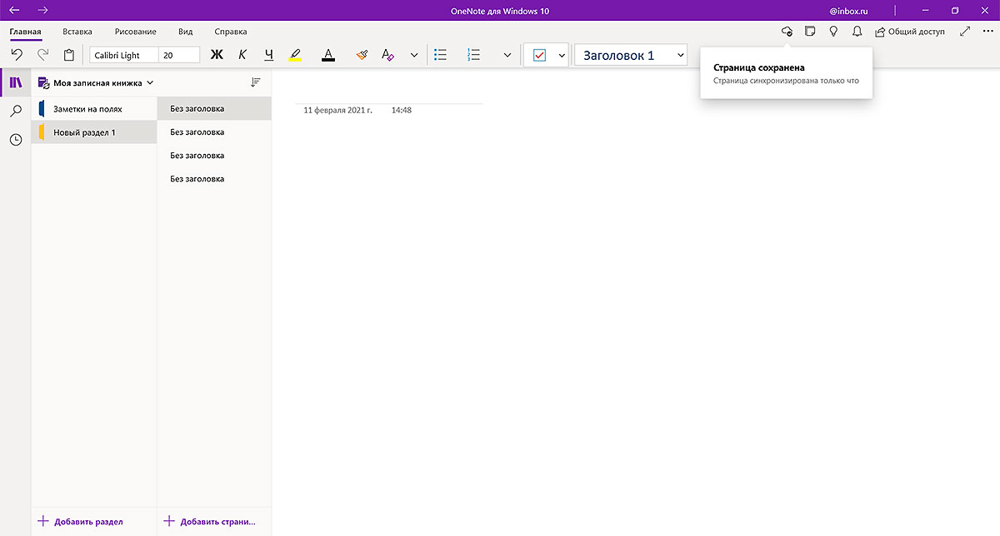 OneNote для Windows 10
@inbox.ru
Главная Вставка Рисование Вид Справка
Общий доступ
Calibri Light 20 Ж К Ч А А Заголовок 1
Страница сохранена
Страница синхронизирована только что
Моя записная книжка
Заметки на полях
Новый раздел 1
Без заголовка
Без заголовка
Без заголовка
Без заголовка
11 февраля 2021 г. 14:48
Добавить раздел
Добавить страни...